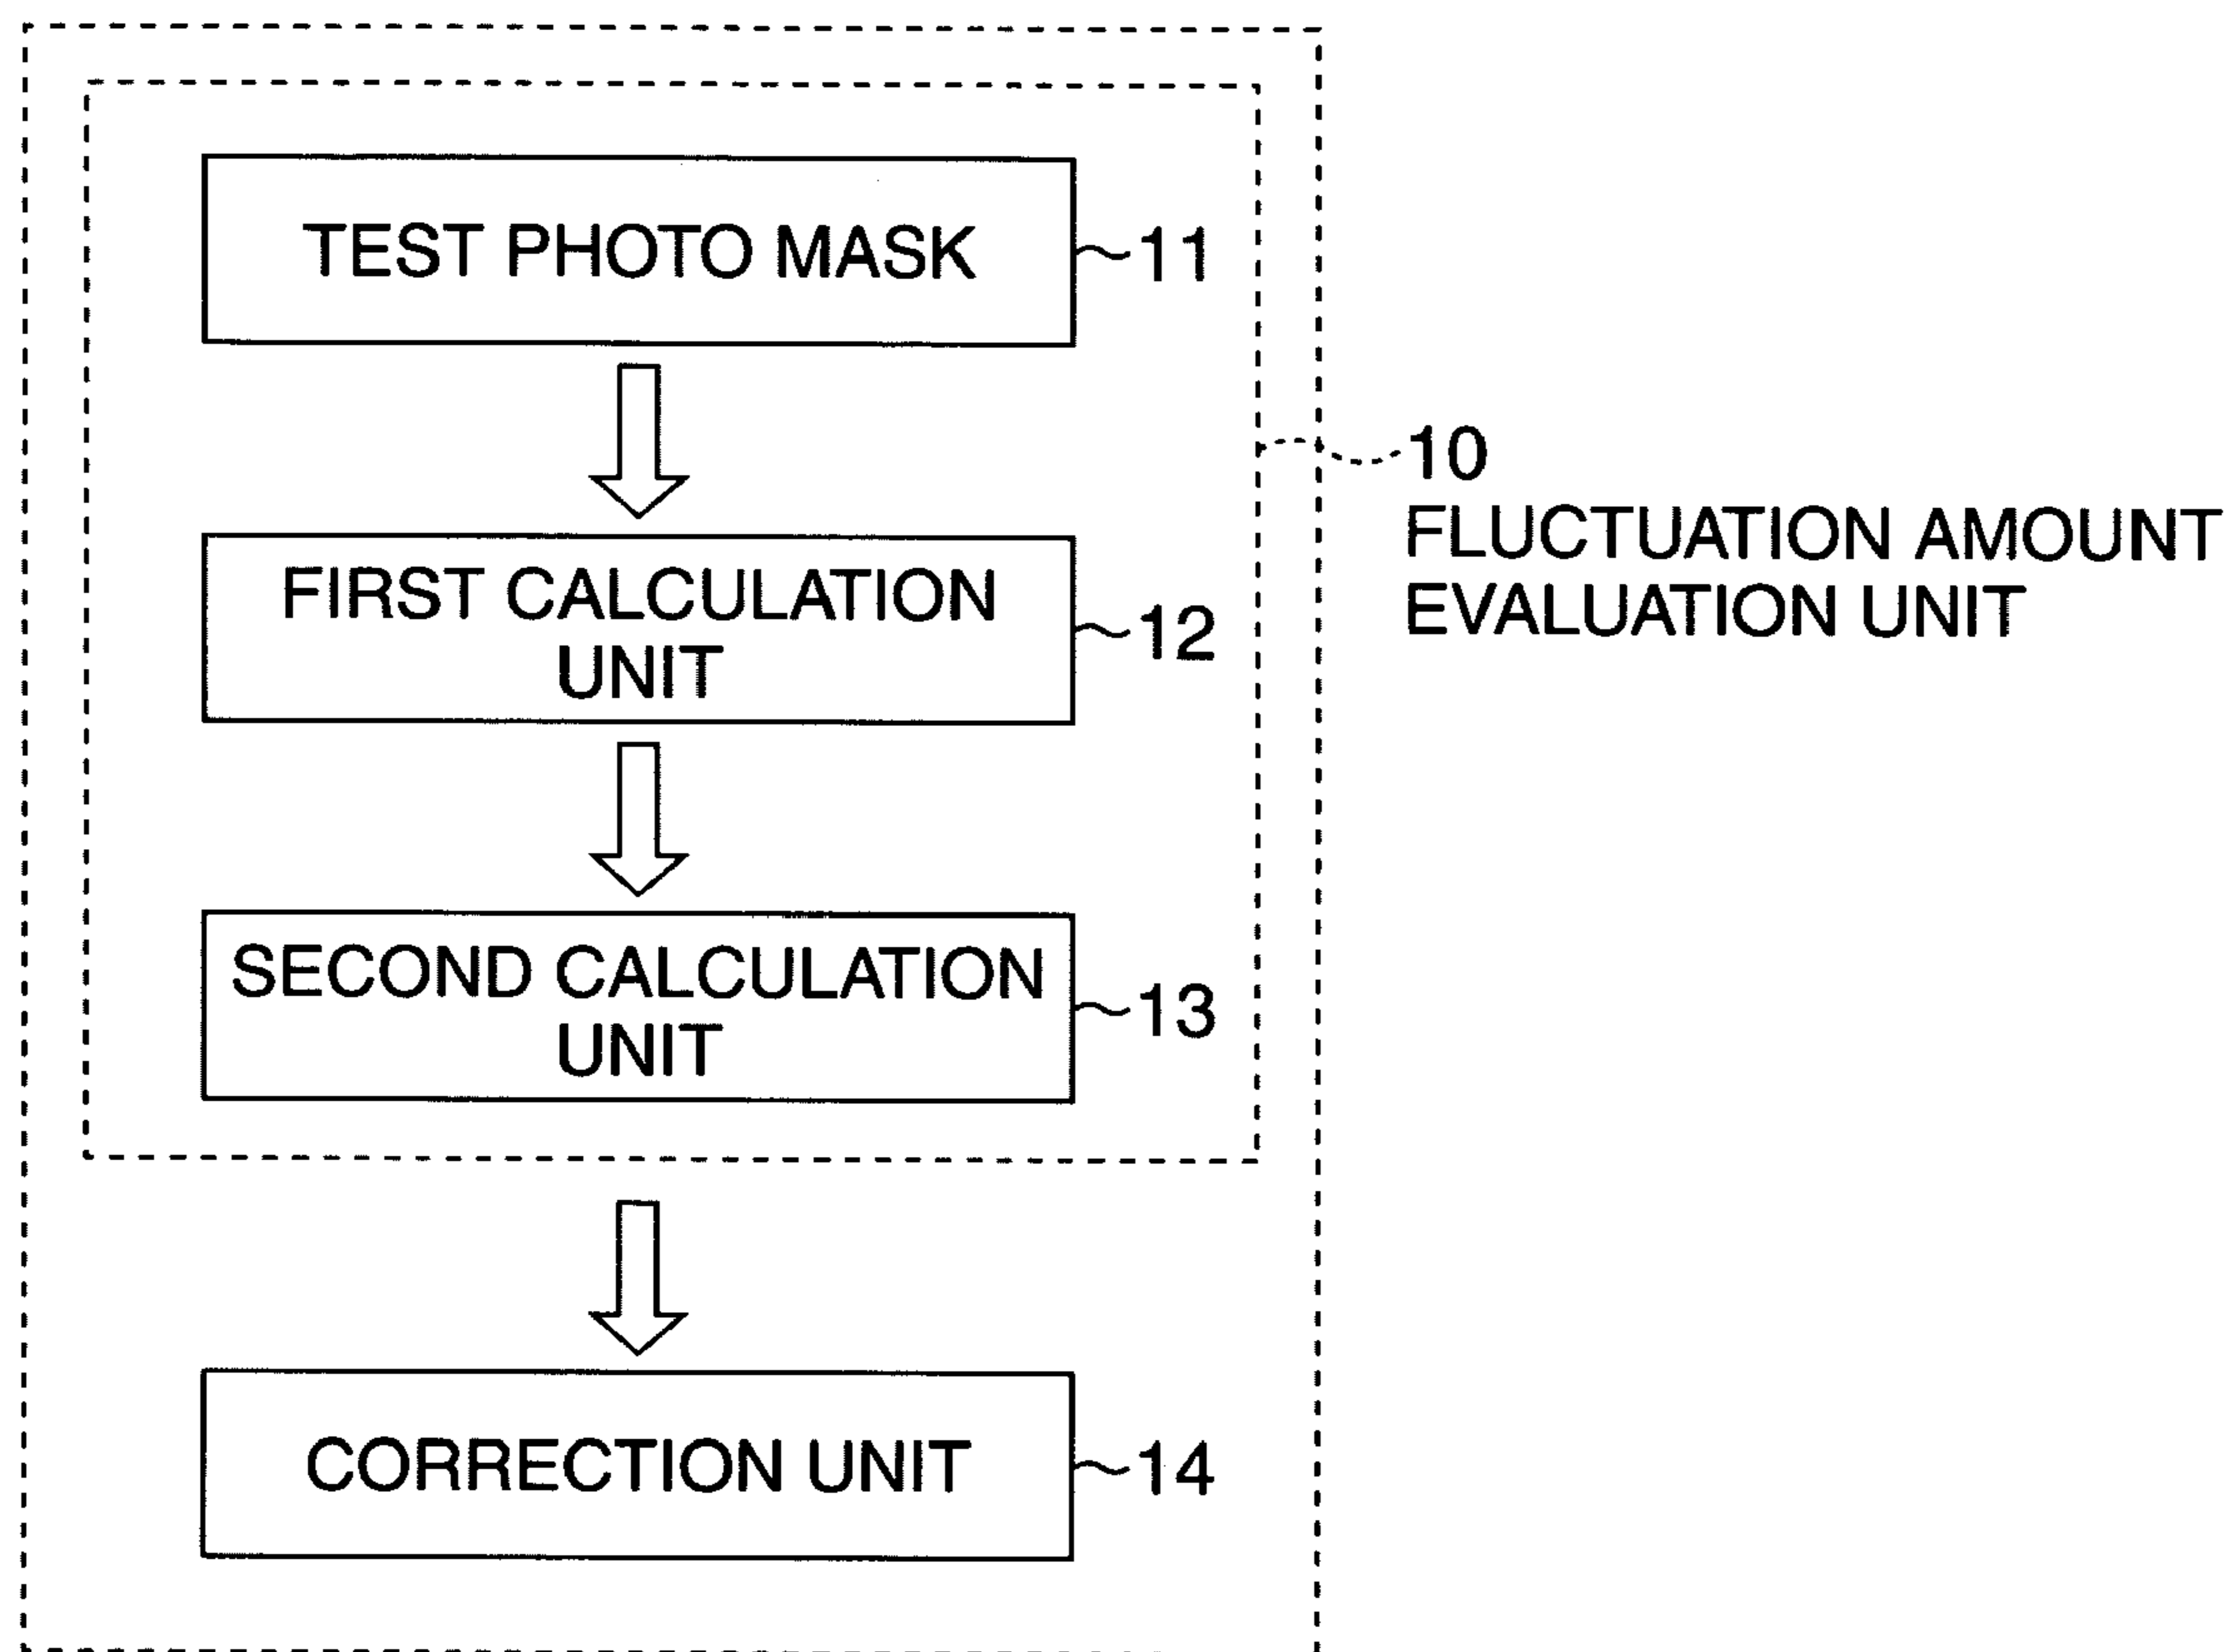 TEST PHOTO MASK
11
10
FLUCTUATION AMOUNT
EVALUATION UNIT
FIRST CALCULATION
UNIT
12
SECOND CALCULATION
UNIT
13
CORRECTION UNIT
14